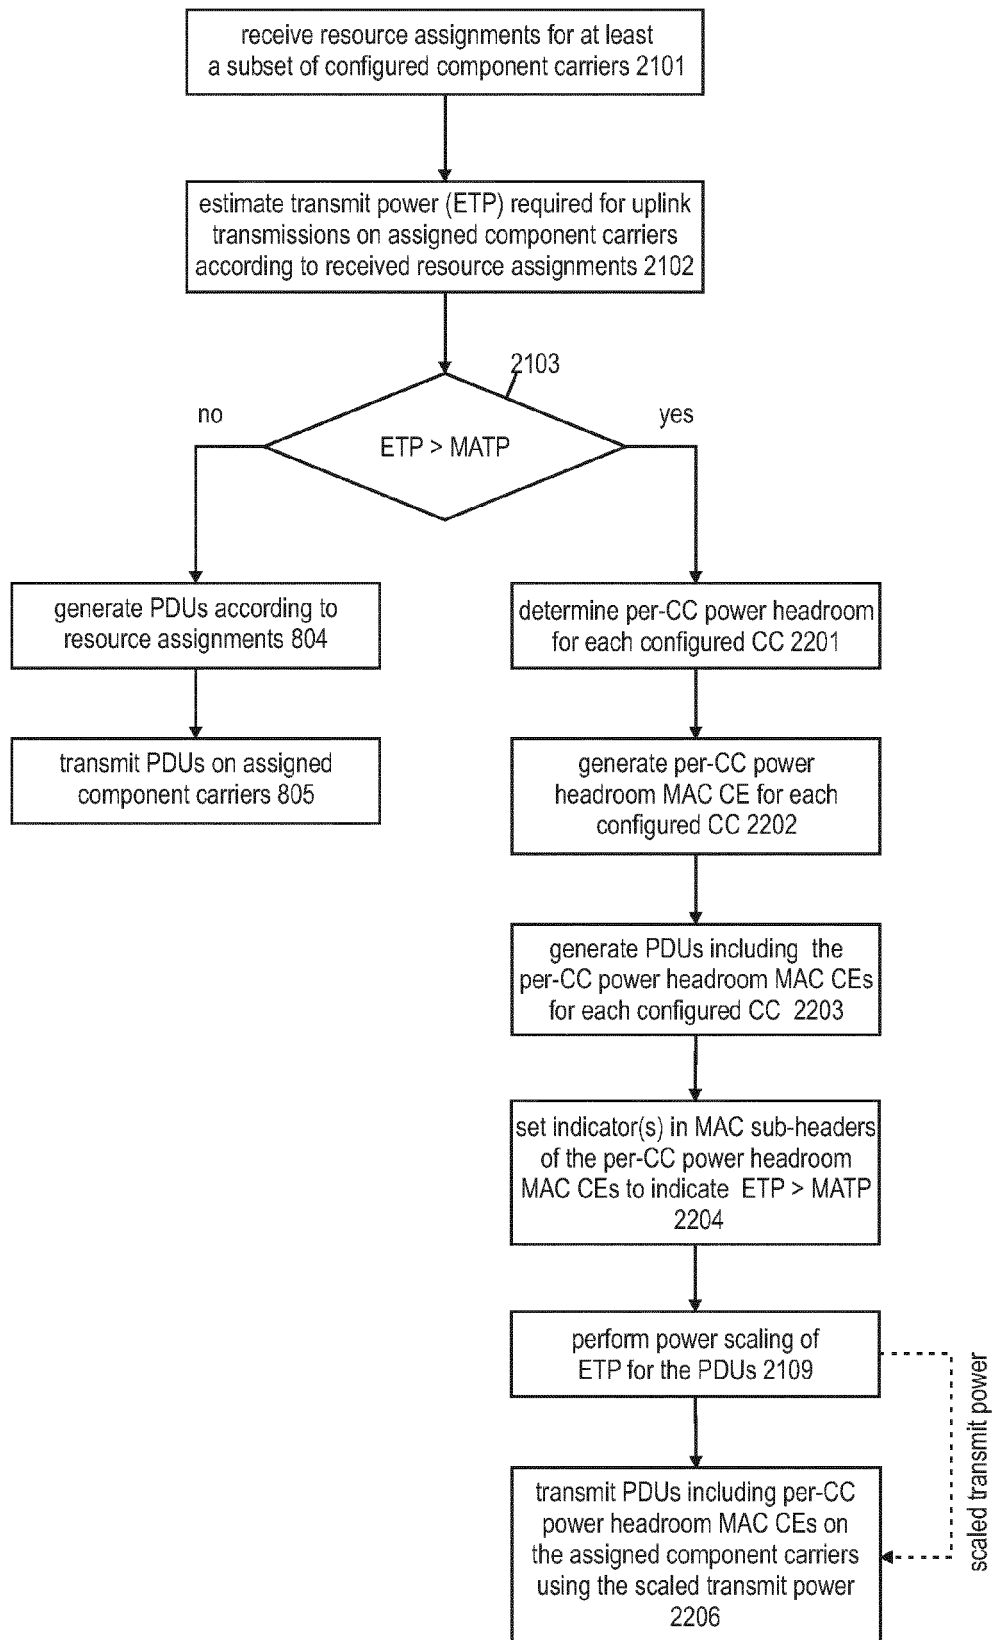 receive resource assignments for at least
a subset of configured component carriers 2101
estimate transmit power (ETP) required for uplink
transmissions on assigned component carriers
according to received resource assignments 2102
2103
no
yes
ETP > MATP
generate PDUs according to
resource assignments 804
transmit PDUs on assigned
component carriers 805
determine per-CC power headroom
for each configured CC 2201
generate per-CC power
headroom MAC CE for each
configured CC 2202
generate PDUs including the
per-CC power headroom MAC CEs
for each configured CC 2203
set indicator(s) in MAC sub-headers
of the per-CC power headroom
MAC CEs to indicate ETP > MATP
2204
perform power scaling of
ETP for the PDUs 2109
scaled transmit power
transmit PDUs including per-CC
power headroom MAC CEs on
the assigned component carriers
using the scaled transmit power
2206